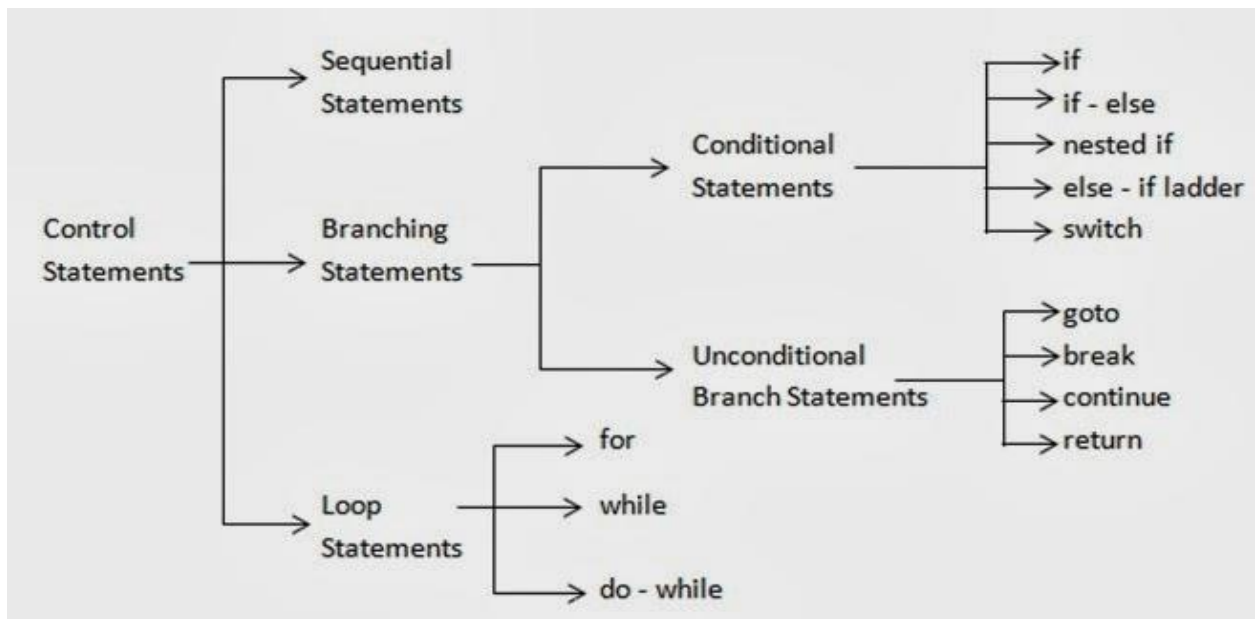 Control
Statements
Sequential
Statements
Branching
Statements
Conditional
Statements
if
if - else
nested if
else - if ladder
switch
Unconditional
Branch Statements
goto
break
continue
return
Loop
Statements
for
while
do - while